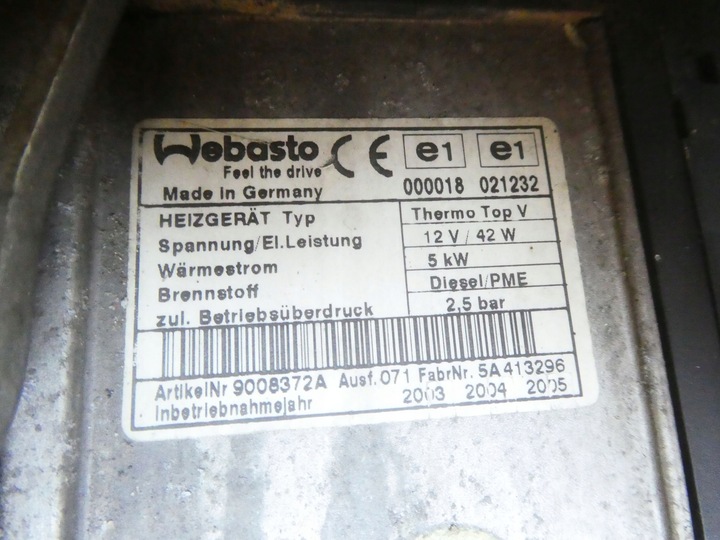 Webasto CE e1 e1
Feel the drive
Made in Germany 000018 021232
HEIZGERÄT Typ Thermo Top V
Spannung/El.Leistung 12 V / 42 W
Wärmestrom 5 kW
Brennstoff Diesel/PME
zul. Betriebsüberdruck 2,5 bar
ArtikelNr 9008372A Ausf. 071 FabrNr. 5A413296
Inbetriebnahmejahr 2003 2004 2005